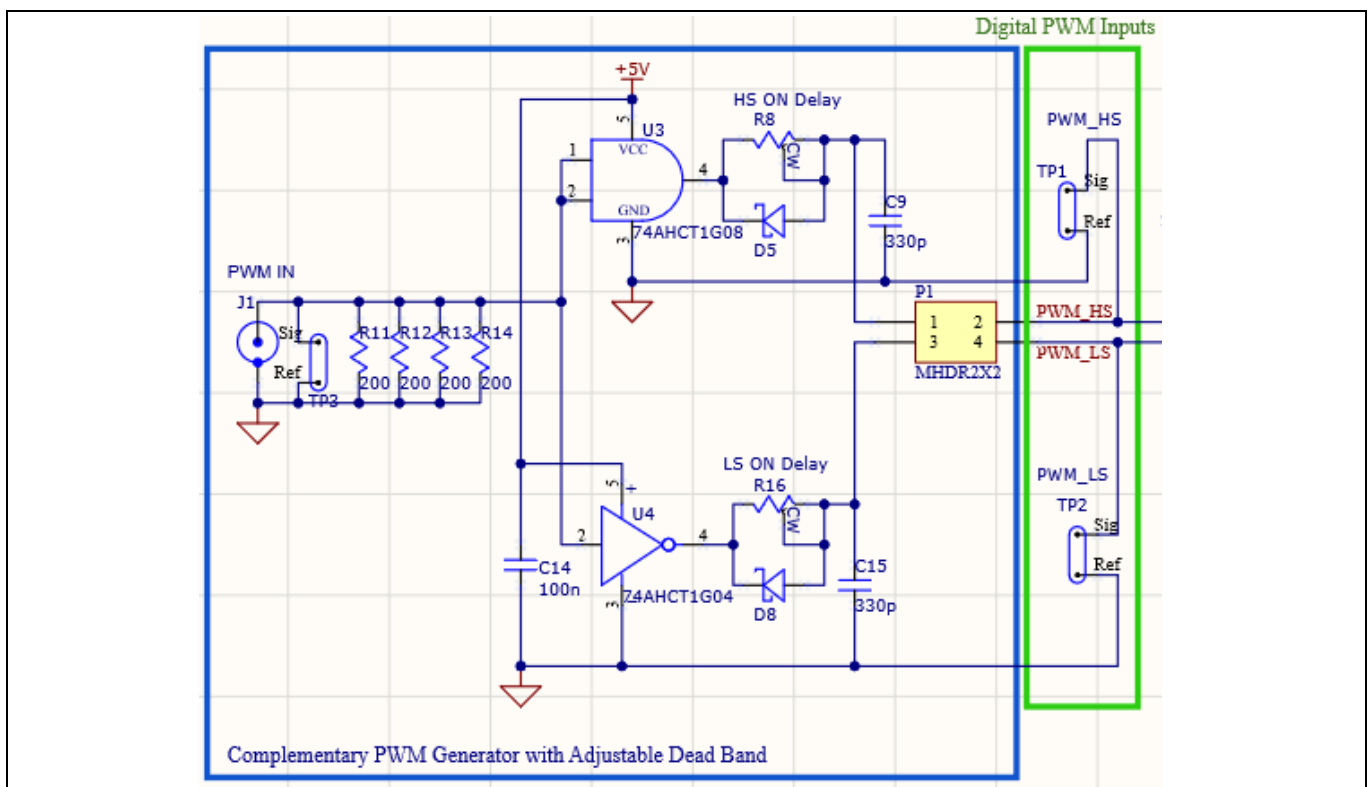 Digital PWM Inputs
+5V
HS ON Delay
R8
CW
U3
5
VCC
1
2
4
GND
3
74AHCT1G08
D5
C9
330p
PWM_HS
TP1
Sig
Ref
PWM IN
J1
Sig
Ref
TP3
R11
R12
R13
R14
200
200
200
200
P1
1
2
3
4
MHDR2X2
PWM_HS
PWM_LS
LS ON Delay
R16
CW
5
+
U4
2
4
3
74AHCT1G04
D8
C14
100n
C15
330p
PWM_LS
TP2
Sig
Ref
Complementary PWM Generator with Adjustable Dead Band